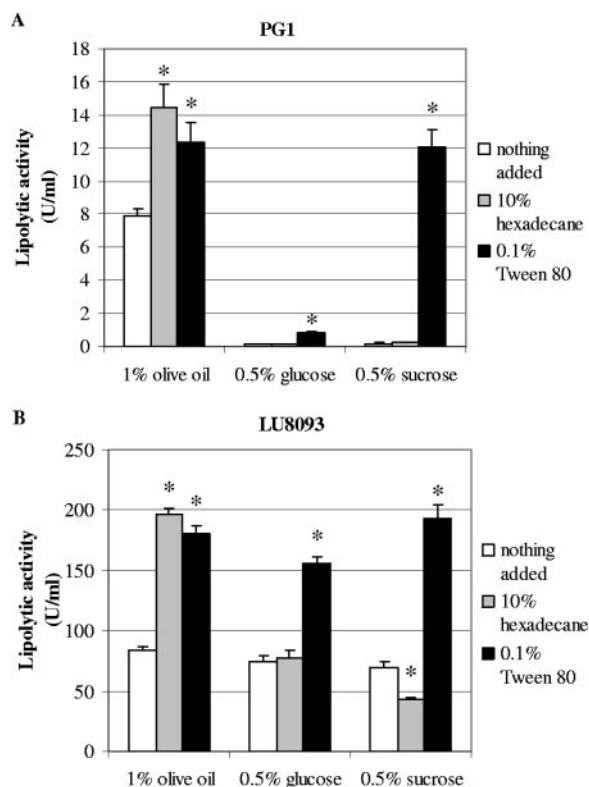 A
PG1
18
16
14
12
10
8
6
4
2
0
Lipolytic activity
(U/ml)
*
*
*
*
1% olive oil
0.5% glucose
0.5% sucrose
nothing
added
10%
hexadecane
0.1%
Tween 80
B
LU8093
250
200
150
100
50
0
Lipolytic activity
(U/ml)
*
*
*
*
*
1% olive oil
0.5% glucose
0.5% sucrose
nothing
added
10%
hexadecane
0.1%
Tween 80